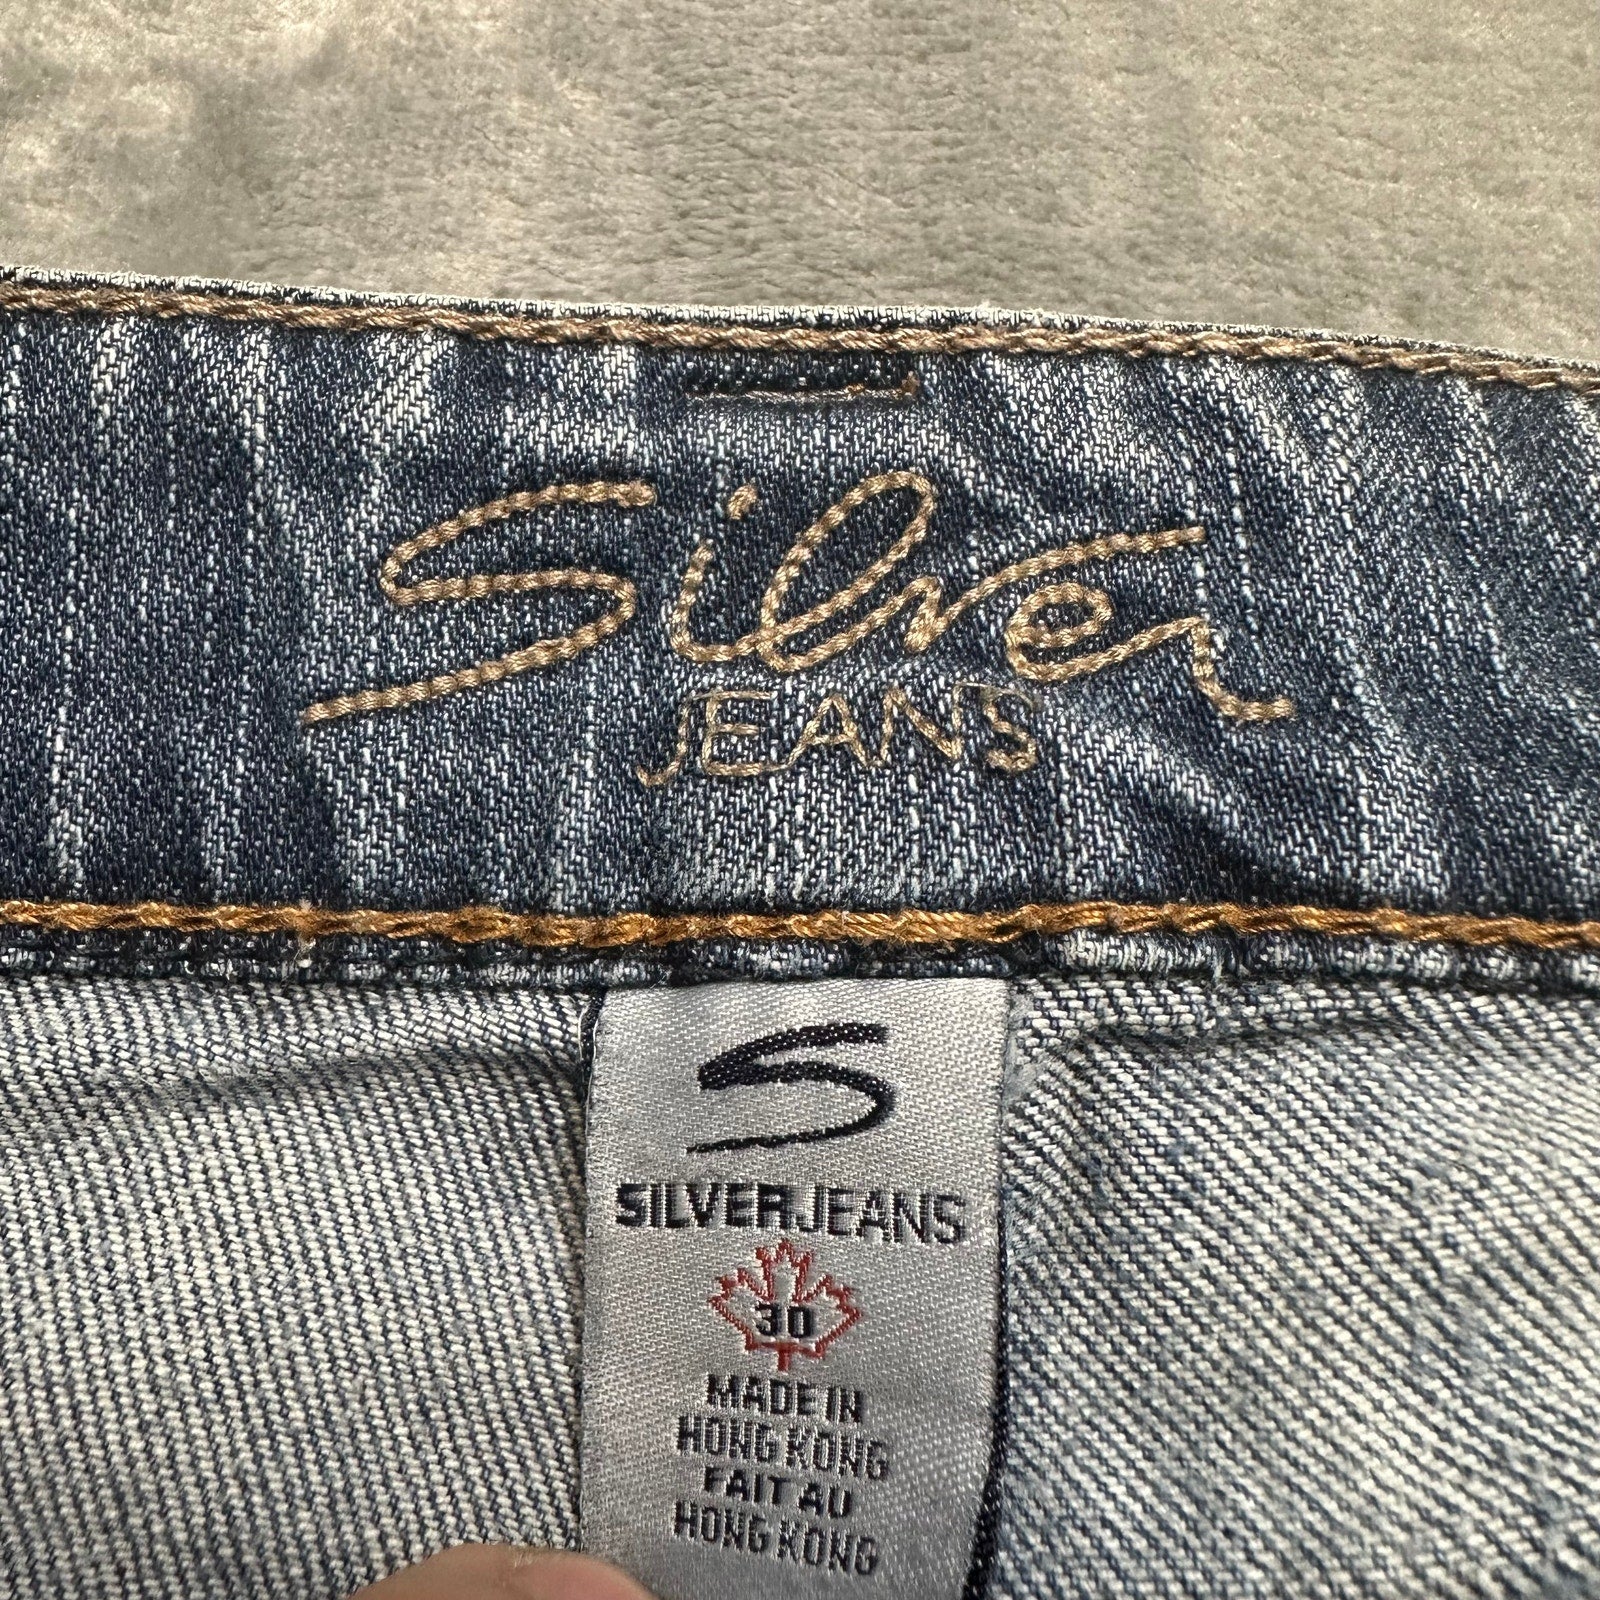 Silver
JEANS
S
SILVERJEANS
30
MADE IN
HONG KONG
FAIT AU
HONG KONG